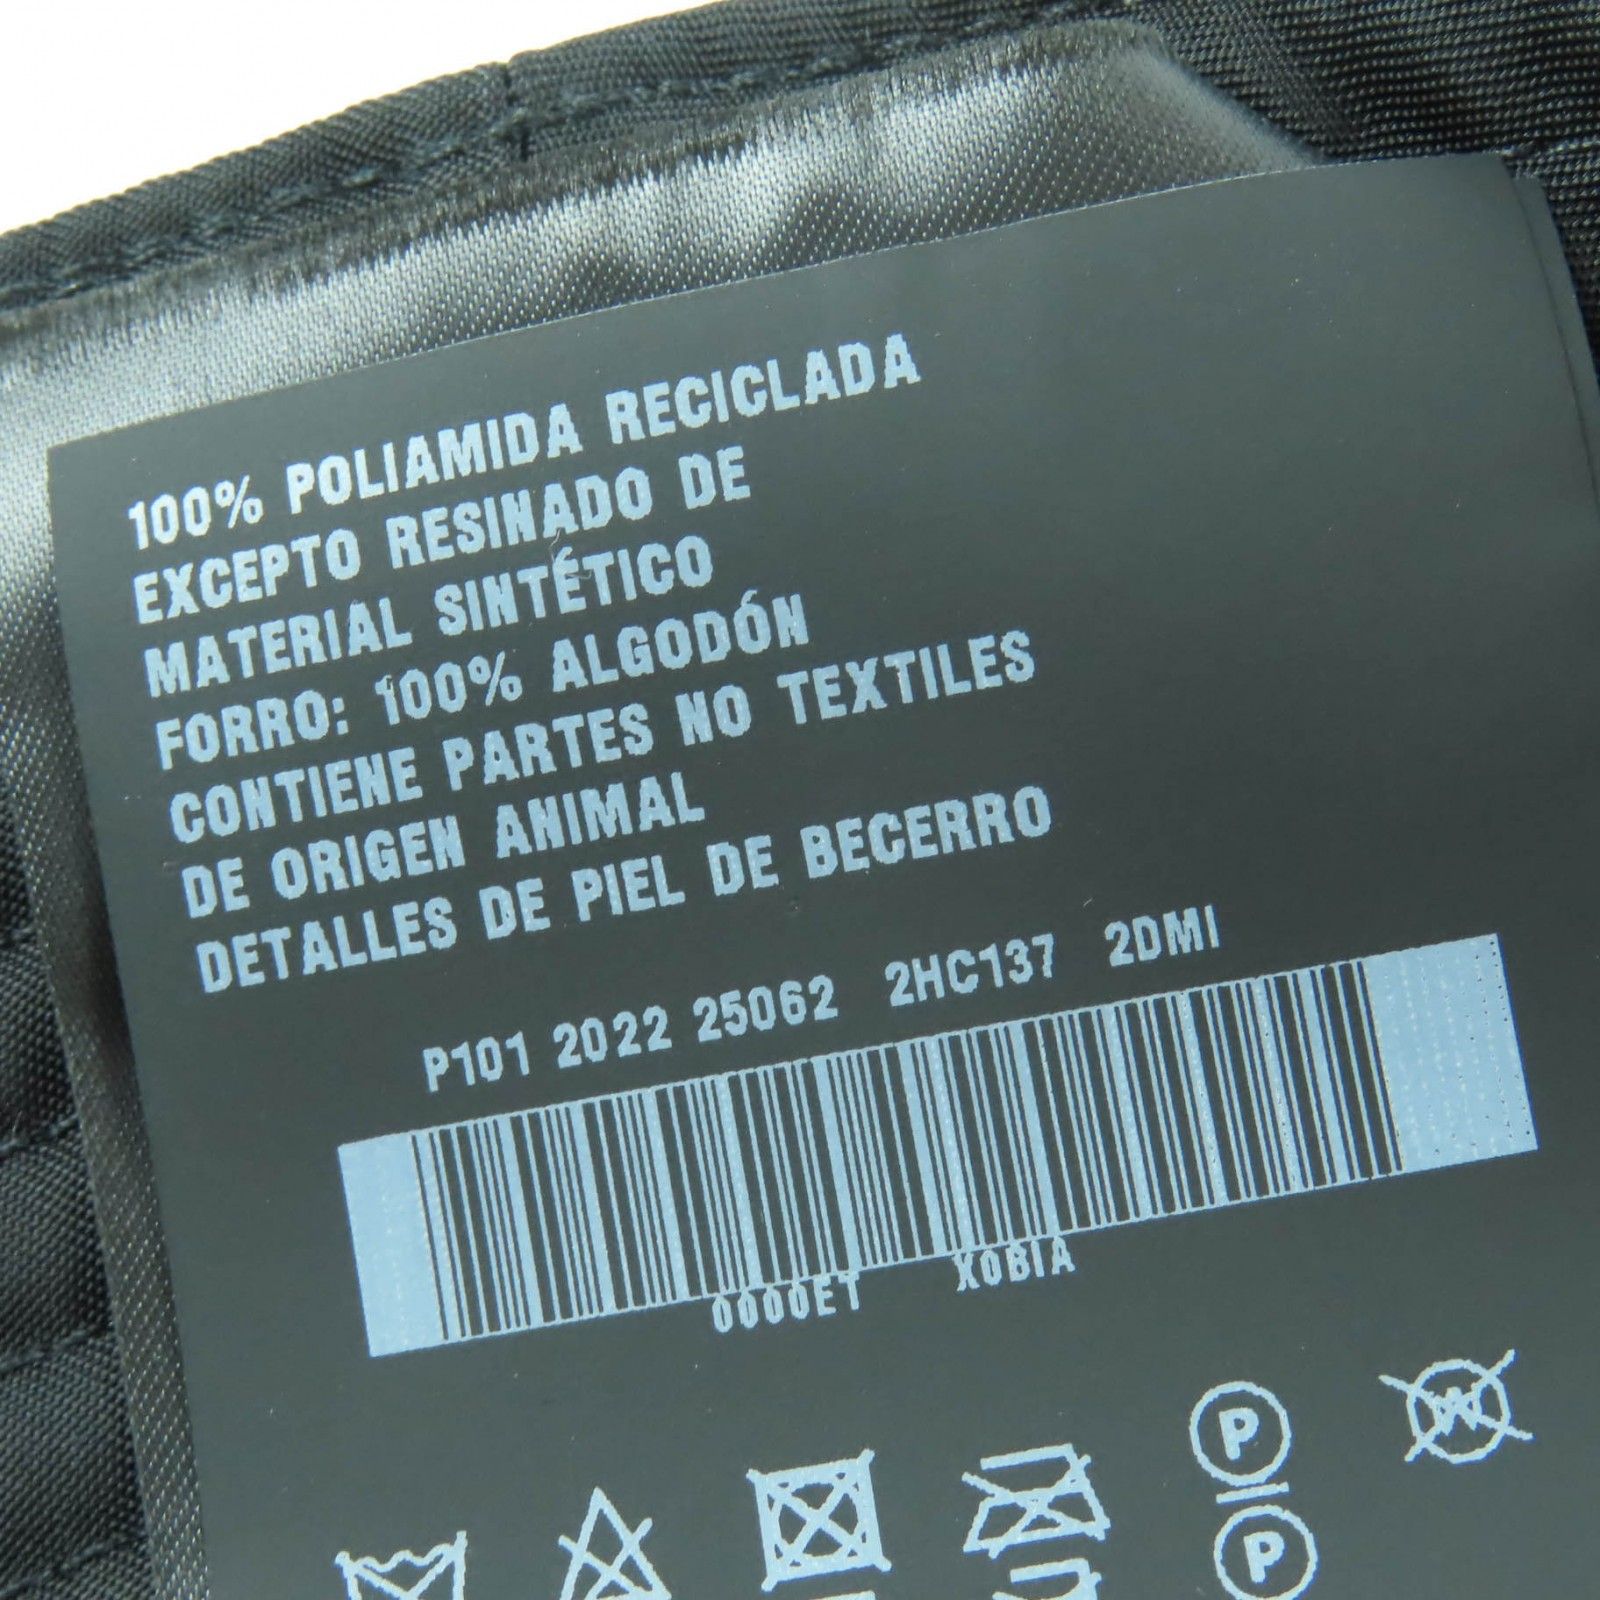 100% POLIAMIDA RECICLADA
EXCEPTO RESINADO DE
MATERIAL SINTÉTICO
FORRO: 100% ALGODÓN
CONTIENE PARTES NO TEXTILES
DE ORIGEN ANIMAL
DETALLES DE PIEL DE BECERRO
P101 2022 25062 2HC137 2DMI
0000ET X0BIA
P W
P